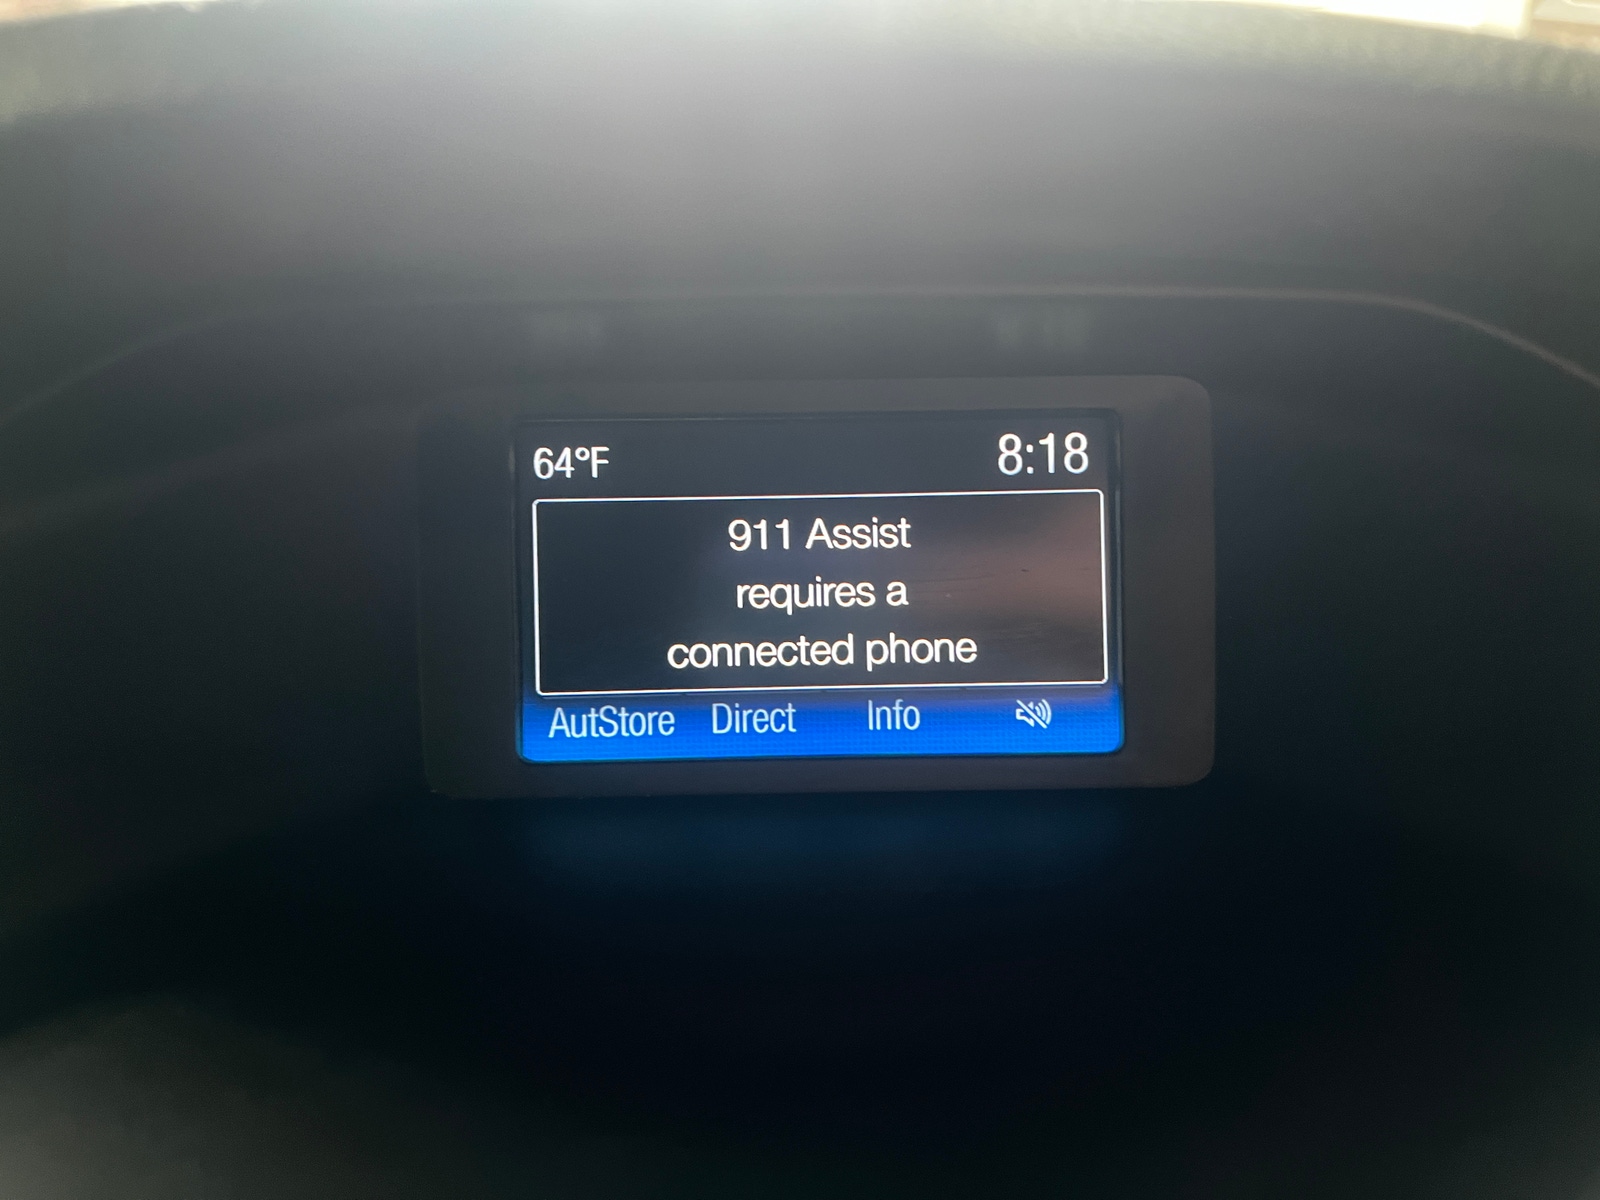 64°F 8:18
911 Assist
requires a
connected phone
AutStore Direct Info